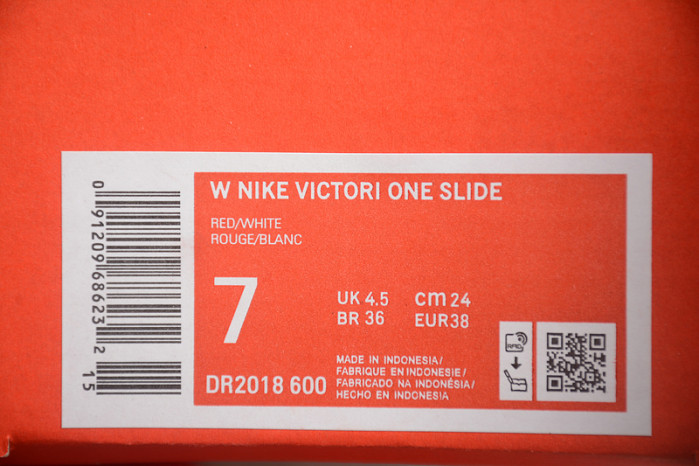 W NIKE VICTORI ONE SLIDE
RED/WHITE
ROUGE/BLANC
7
UK 4.5 cm 24
BR 36 EUR38
DR2018 600
MADE IN INDONESIA/
FABRIQUE EN INDONESIE/
FABRICADO NA INDONÉSIA/
HECHO EN INDONESIA
RFID
0 91209 68623 2
15